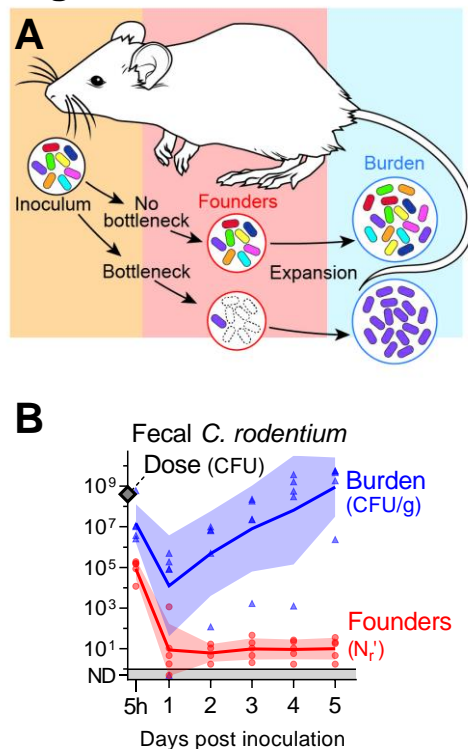 A
Inoculum
No
bottleneck
Bottleneck
Founders
Expansion
Burden
B
Fecal C. rodentium
Dose (CFU)
10⁹
10⁷
10⁵
10³
10¹
ND
Burden
(CFU/g)
Founders
(Nᵣ')
5h 1 2 3 4 5
Days post inoculation